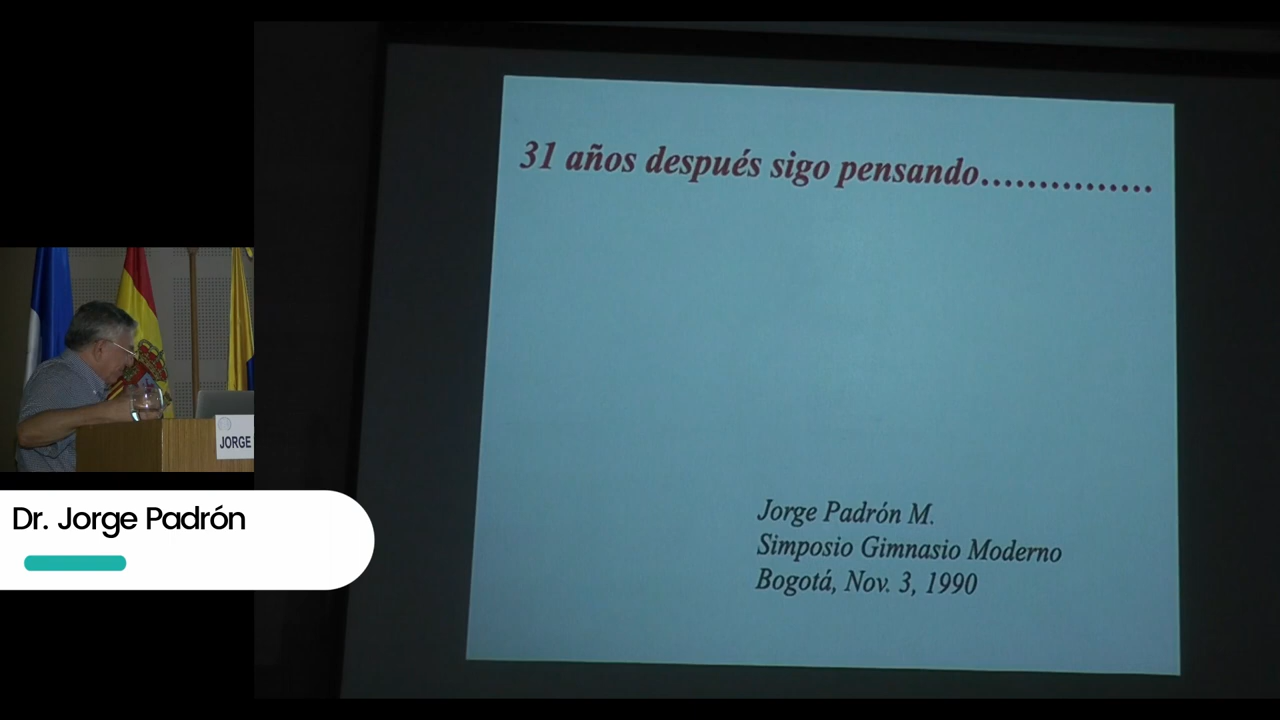 31 años después sigo pensando...............
Jorge Padrón M.
Simposio Gimnasio Moderno
Bogotá, Nov. 3, 1990
JORGE
Dr. Jorge Padrón